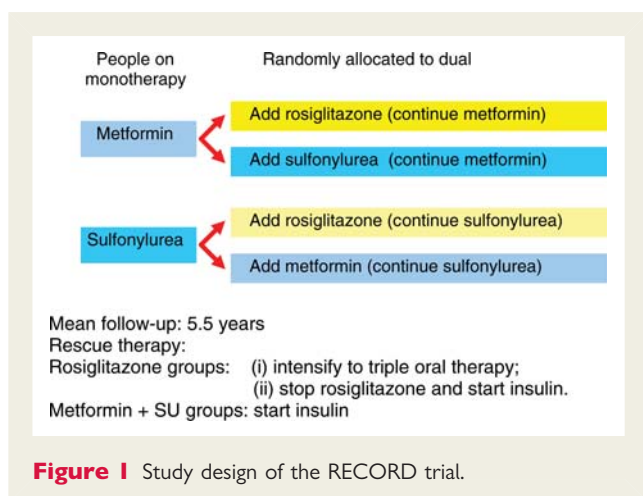 People on Randomly allocated to dual
monotherapy
Metformin
Add rosiglitazone (continue metformin)
Add sulfonylurea (continue metformin)
Sulfonylurea
Add rosiglitazone (continue sulfonylurea)
Add metformin (continue sulfonylurea)
Mean follow-up: 5.5 years
Rescue therapy:
Rosiglitazone groups: (i) intensify to triple oral therapy;
(ii) stop rosiglitazone and start insulin.
Metformin + SU groups: start insulin
Figure 1 Study design of the RECORD trial.